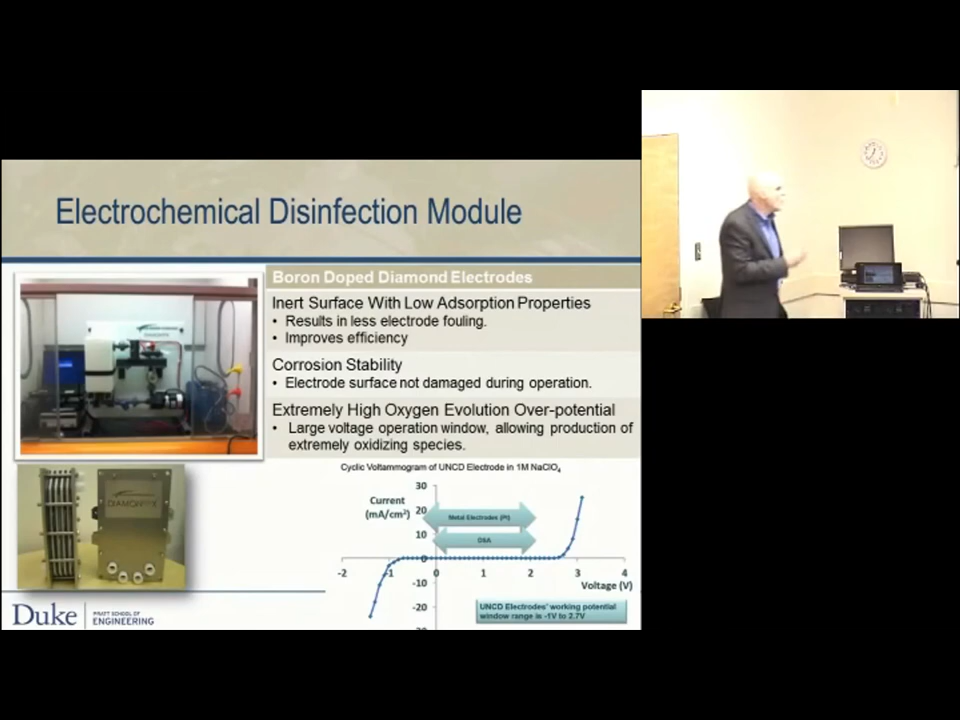 Electrochemical Disinfection Module
Boron Doped Diamond Electrodes
Inert Surface With Low Adsorption Properties
• Results in less electrode fouling.
• Improves efficiency
Corrosion Stability
• Electrode surface not damaged during operation.
Extremely High Oxygen Evolution Over-potential
• Large voltage operation window, allowing production of
extremely oxidizing species.
Cyclic Voltammogram of UNCD Electrode in 1M NaClO4
Current
(mA/cm²)
30
20
10
0
-10
-20
Metal Electrodes (Pt)
DSA
-2 -1 0 1 2 3 4
Voltage (V)
UNCD Electrodes' working potential
window range is -1V to 2.7V
Duke
PRATT SCHOOL OF
ENGINEERING